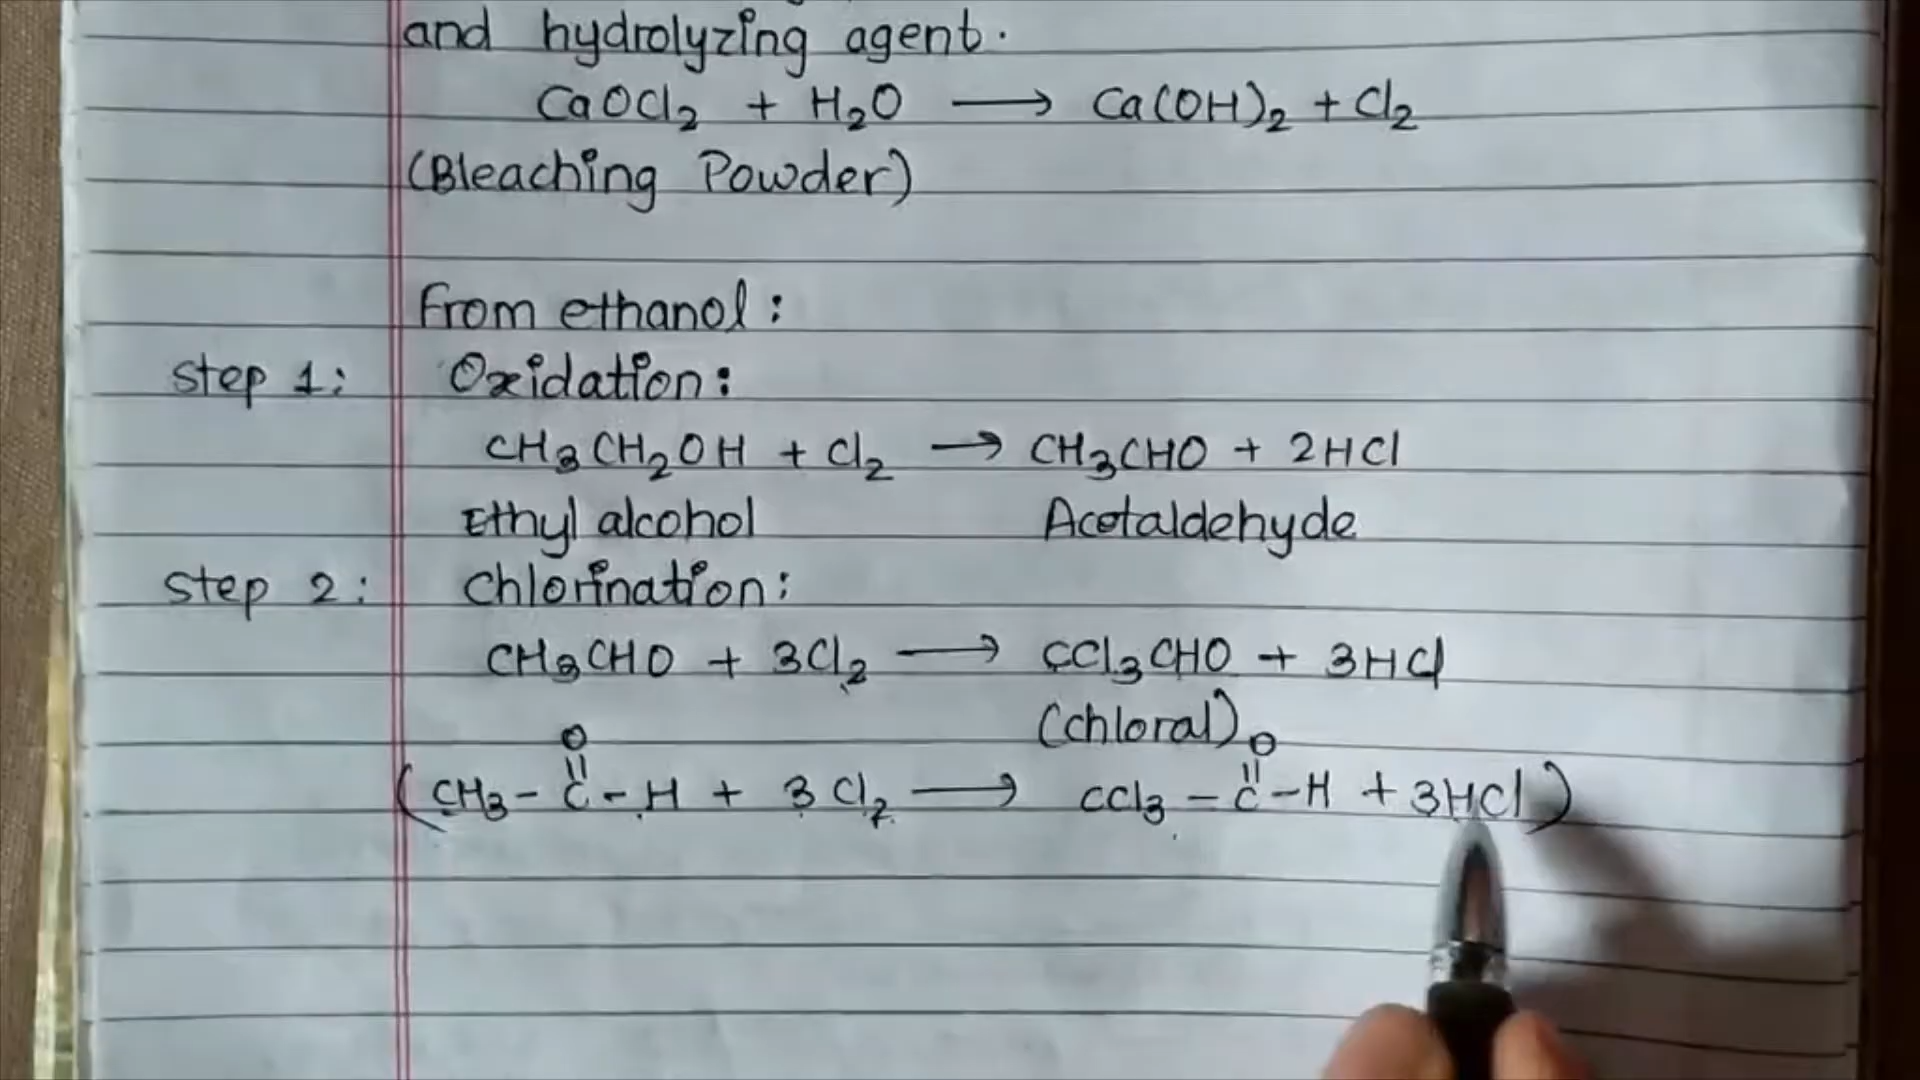 and hydrolyzing agent.
CaOCl₂ + H₂O ⟶ Ca(OH)₂ + Cl₂
(Bleaching Powder)
From ethanol:
Step 1: Oxidation:
CH₃CH₂OH + Cl₂ ⟶ CH₃CHO + 2HCl
Ethyl alcohol Acetaldehyde
Step 2: Chlorination:
CH₃CHO + 3Cl₂ ⟶ CCl₃CHO + 3HCl
(chloral)
O O
|| ||
(CH₃-C-H + 3Cl₂ ⟶ CCl₃-C-H + 3HCl)